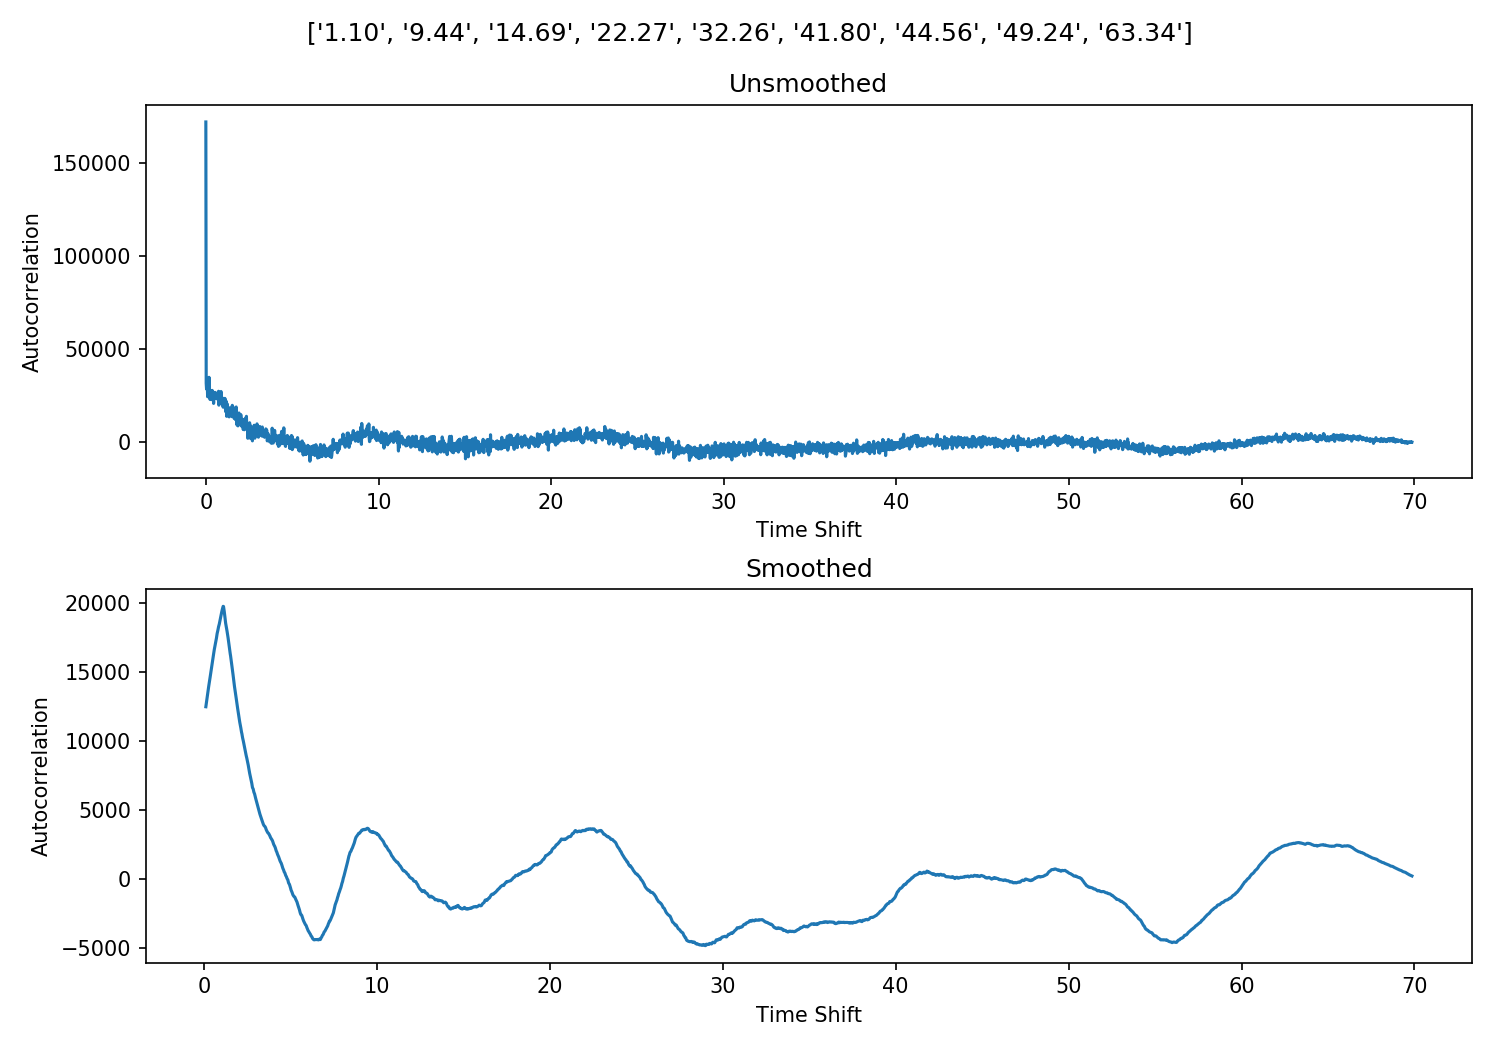 ['1.10', '9.44', '14.69', '22.27', '32.26', '41.80', '44.56', '49.24', '63.34']
Unsmoothed
Autocorrelation
150000
100000
50000
0
0 10 20 30 40 50 60 70
Time Shift
Smoothed
Autocorrelation
20000
15000
10000
5000
0
−5000
0 10 20 30 40 50 60 70
Time Shift